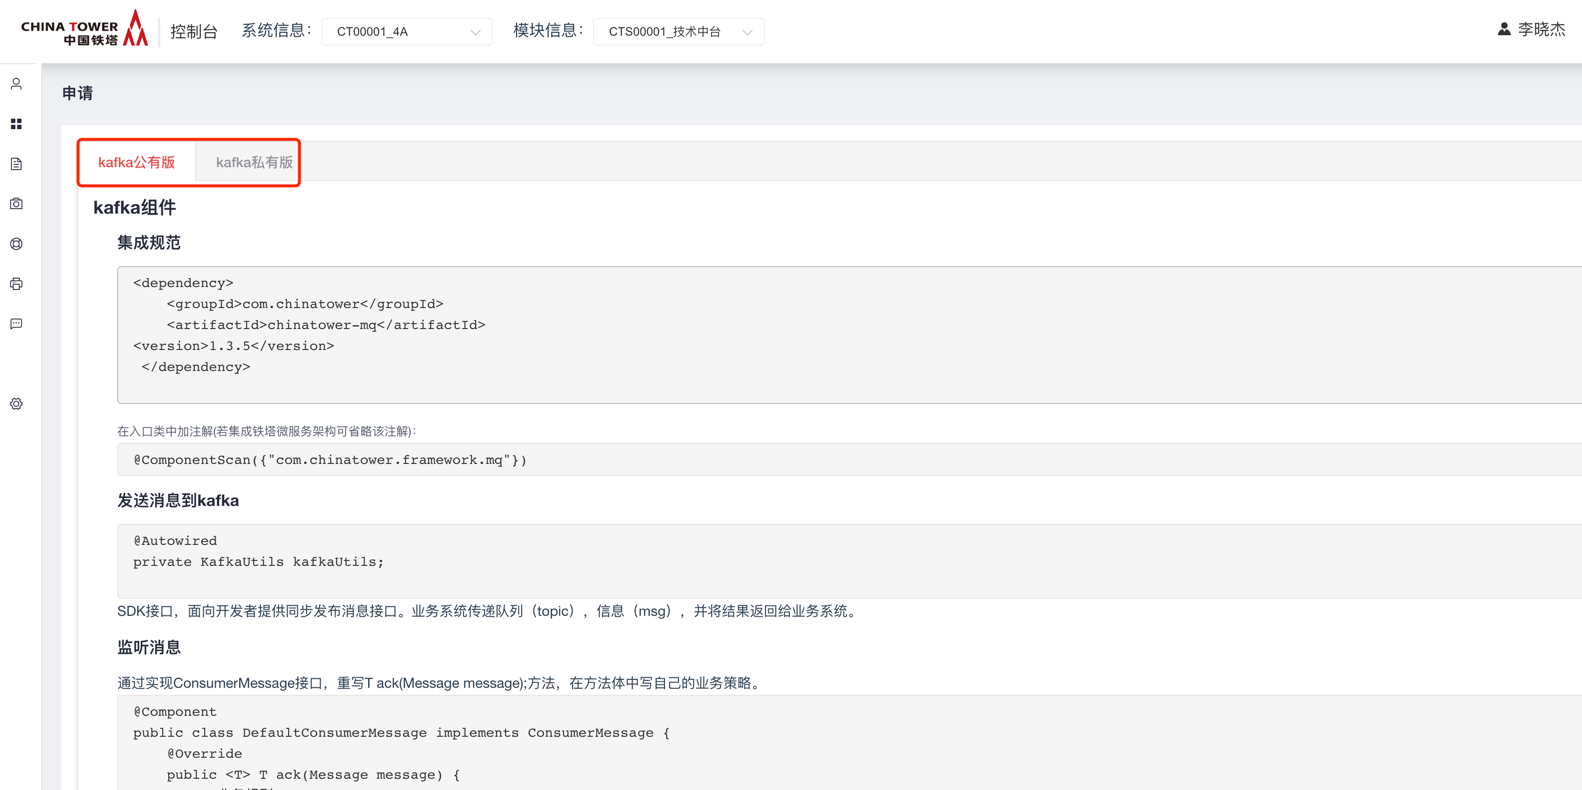 CHINA TOWER
中国铁塔
控制台
系统信息：
CT00001_4A
模块信息：
CTS00001_技术中台
李晓杰
申请
kafka公有版
kafka私有版
kafka组件
集成规范
<dependency>
    <groupId>com.chinatower</groupId>
    <artifactId>chinatower-mq</artifactId>
<version>1.3.5</version>
 </dependency>
在入口类中加注解(若集成铁塔微服务架构可省略该注解)：
@ComponentScan({"com.chinatower.framework.mq"})
发送消息到kafka
@Autowired
private KafkaUtils kafkaUtils;
SDK接口，面向开发者提供同步发布消息接口。业务系统传递队列（topic），信息（msg），并将结果返回给业务系统。
监听消息
通过实现ConsumerMessage接口，重写T ack(Message message);方法，在方法体中写自己的业务策略。
@Component
public class DefaultConsumerMessage implements ConsumerMessage {
    @Override
    public <T> T ack(Message message) {